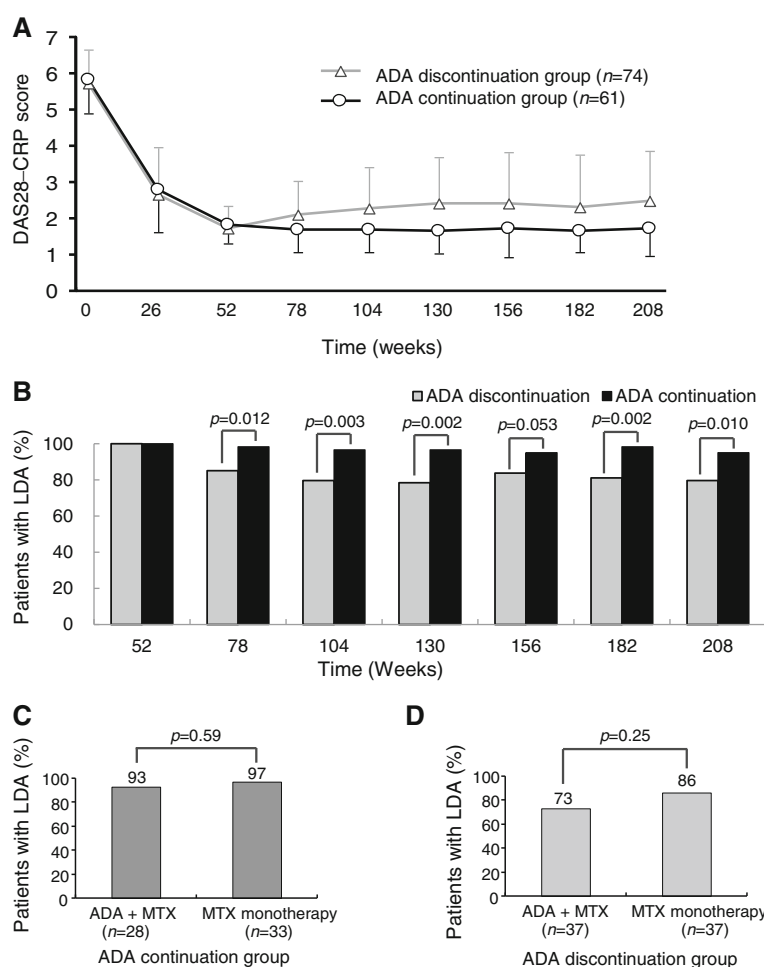 A
7
6
5
4
3
2
1
0
DAS28–CRP score
ADA discontinuation group (n=74)
ADA continuation group (n=61)
0 26 52 78 104 130 156 182 208
Time (weeks)
B
ADA discontinuation ADA continuation
p=0.012 p=0.003 p=0.002 p=0.053 p=0.002 p=0.010
100
80
60
40
20
0
Patients with LDA (%)
52 78 104 130 156 182 208
Time (Weeks)
C
p=0.59
93 97
100
80
60
40
20
0
Patients with LDA (%)
ADA + MTX MTX monotherapy
(n=28) (n=33)
ADA continuation group
D
p=0.25
73 86
100
80
60
40
20
0
Patients with LDA (%)
ADA + MTX MTX monotherapy
(n=37) (n=37)
ADA discontinuation group